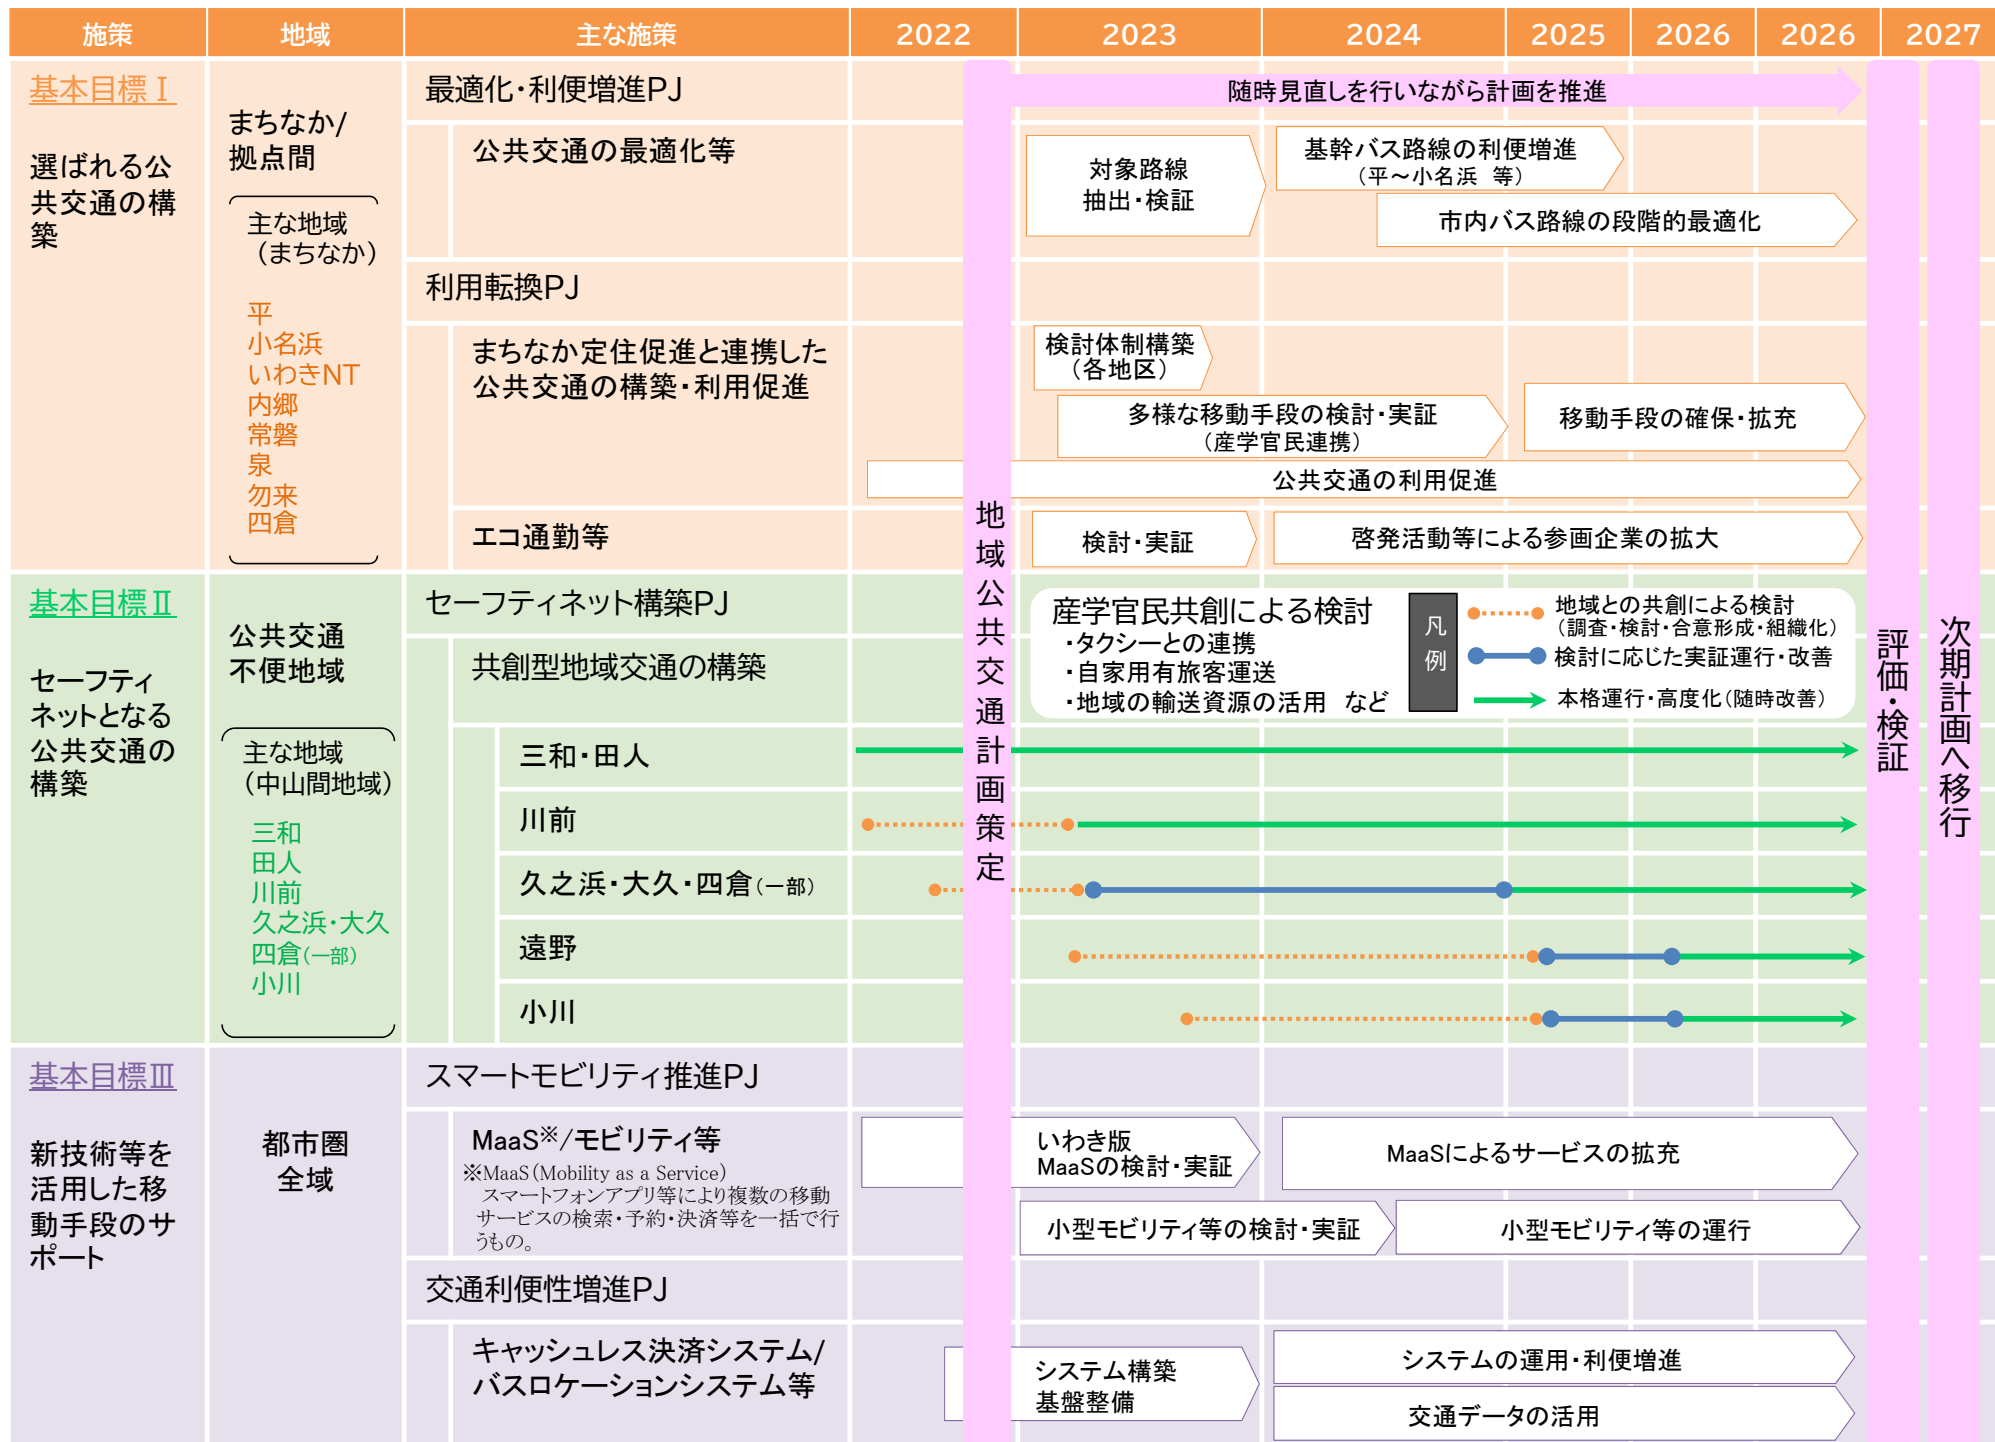 施策 地域 主な施策 2022 2023 2024 2025 2026 2026 2027
基本目標Ⅰ
選ばれる公
共交通の構
築
まちなか/
拠点間
主な地域
（まちなか）
平
小名浜
いわきNT
内郷
常磐
泉
勿来
四倉
最適化・利便増進PJ
随時見直しを行いながら計画を推進
公共交通の最適化等
対象路線
抽出・検証
基幹バス路線の利便増進
（平～小名浜 等）
市内バス路線の段階的最適化
利用転換PJ
まちなか定住促進と連携した
公共交通の構築・利用促進
検討体制構築
（各地区）
多様な移動手段の検討・実証
（産学官民連携）
移動手段の確保・拡充
公共交通の利用促進
エコ通勤等
検討・実証
啓発活動等による参画企業の拡大
地域公共交通計画策定
評価・検証
次期計画へ移行
基本目標Ⅱ
セーフティ
ネットとなる
公共交通の
構築
公共交通
不便地域
主な地域
（中山間地域）
三和
田人
川前
久之浜・大久
四倉（一部）
小川
セーフティネット構築PJ
共創型地域交通の構築
産学官民共創による検討
・タクシーとの連携
・自家用有旅客運送
・地域の輸送資源の活用 など
凡例
地域との共創による検討
（調査・検討・合意形成・組織化）
検討に応じた実証運行・改善
本格運行・高度化（随時改善）
三和・田人
川前
久之浜・大久・四倉（一部）
遠野
小川
基本目標Ⅲ
新技術等を
活用した移
動手段のサ
ポート
都市圏
全域
スマートモビリティ推進PJ
MaaS※/モビリティ等
※MaaS（Mobility as a Service）
スマートフォンアプリ等により複数の移動
サービスの検索・予約・決済等を一括で行
うもの。
いわき版
MaaSの検討・実証
MaaSによるサービスの拡充
小型モビリティ等の検討・実証
小型モビリティ等の運行
交通利便性増進PJ
キャッシュレス決済システム/
バスロケーションシステム等
システム構築
基盤整備
システムの運用・利便増進
交通データの活用